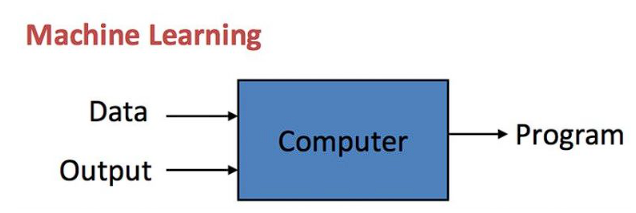 Machine Learning
Data
Computer
Program
Output